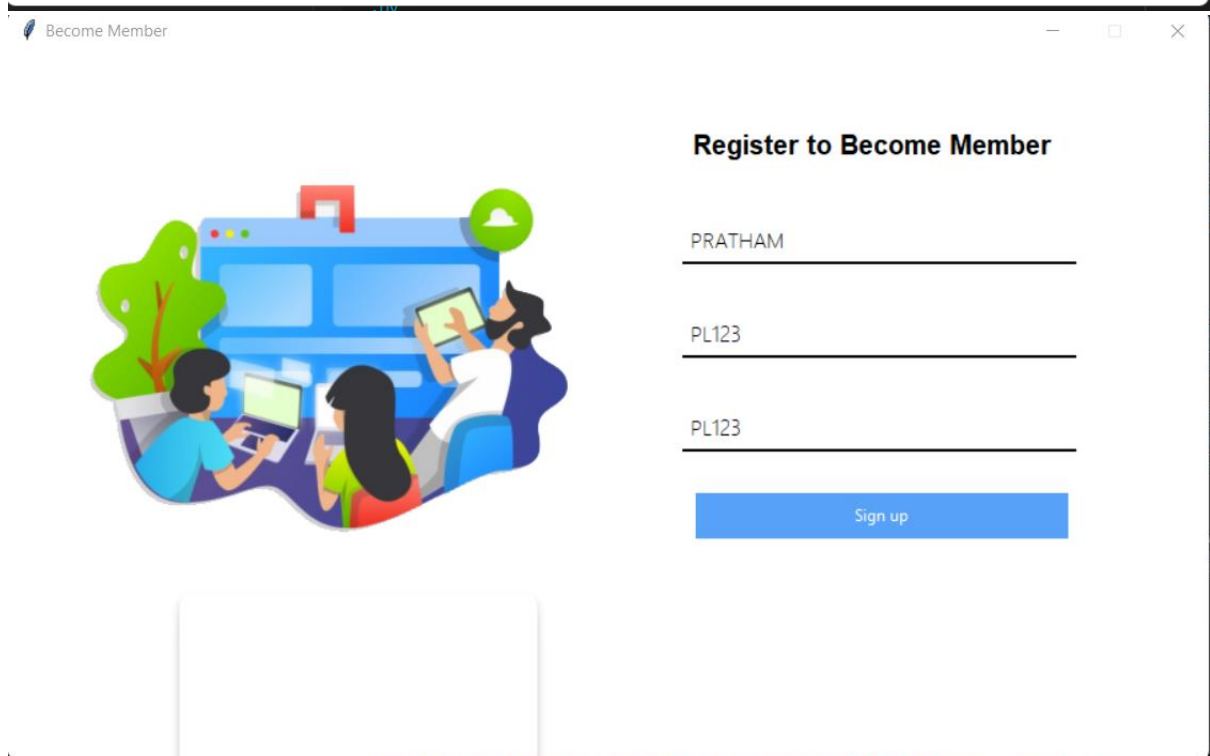 Become Member
Register to Become Member
PRATHAM
PL123
PL123
Sign up